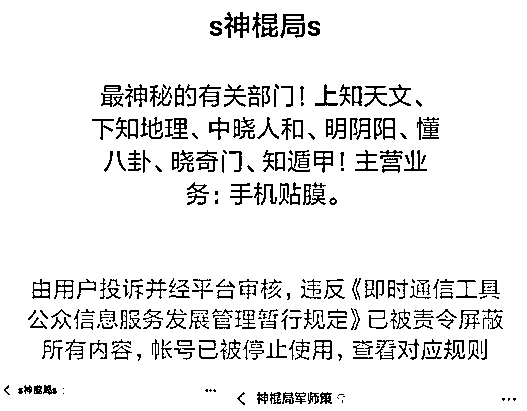 s神棍局s
最神秘的有关部门！上知天文、
下知地理、中晓人和、明阴阳、懂
八卦、晓奇门、知遁甲！主营业
务：手机贴膜。
由用户投诉并经平台审核，违反《即时通信工具
公众信息服务发展管理暂行规定》已被责令屏蔽
所有内容，帐号已被停止使用，查看对应规则
s神棍局s
神棍局军师策